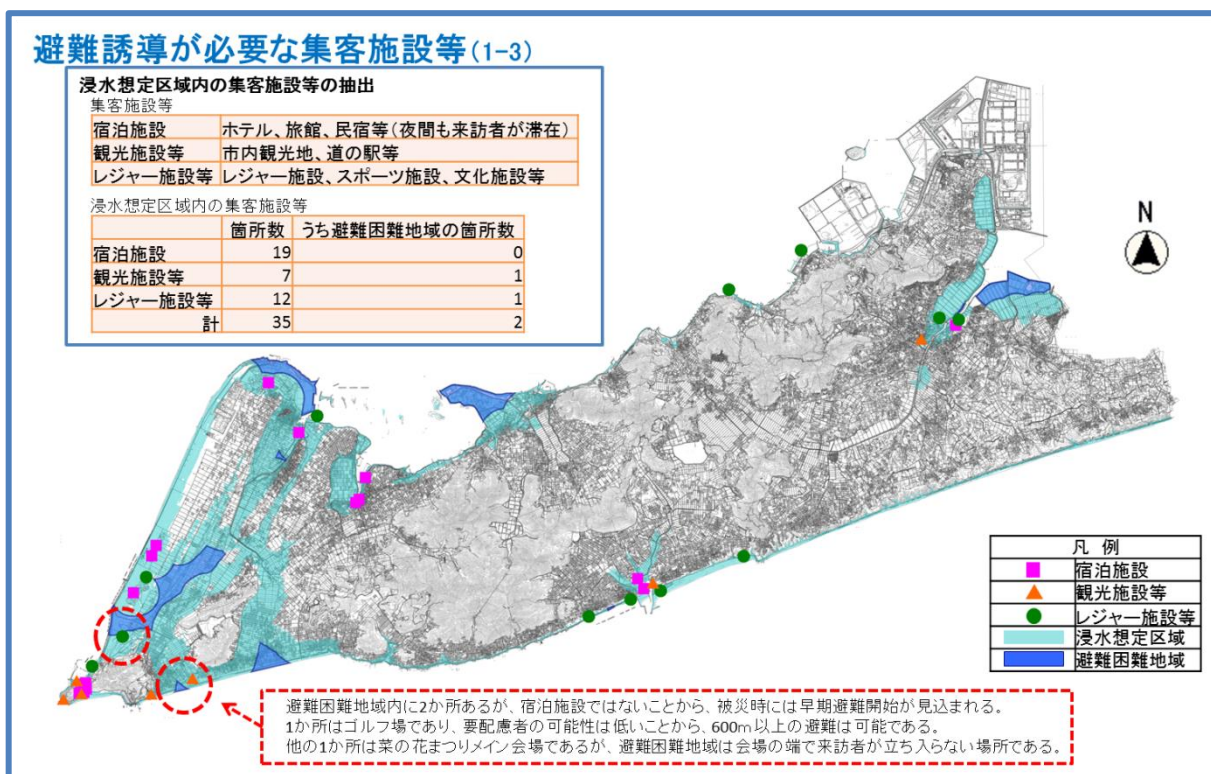 避難誘導が必要な集客施設等(1-3)
浸水想定区域内の集客施設等の抽出
集客施設等
宿泊施設 ホテル、旅館、民宿等(夜間も来訪者が滞在)
観光施設等 市内観光地、道の駅等
レジャー施設等 レジャー施設、スポーツ施設、文化施設等
浸水想定区域内の集客施設等
箇所数 うち避難困難地域の箇所数
宿泊施設 19 0
観光施設等 7 1
レジャー施設等 12 1
計 35 2
N
凡 例
宿泊施設
観光施設等
レジャー施設等
浸水想定区域
避難困難地域
避難困難地域内に2か所あるが、宿泊施設ではないことから、被災時には早期避難開始が見込まれる。
1か所はゴルフ場であり、要配慮者の可能性は低いことから、600m以上の避難は可能である。
他の1か所は菜の花まつりメイン会場であるが、避難困難地域は会場の端で来訪者が立ち入らない場所である。